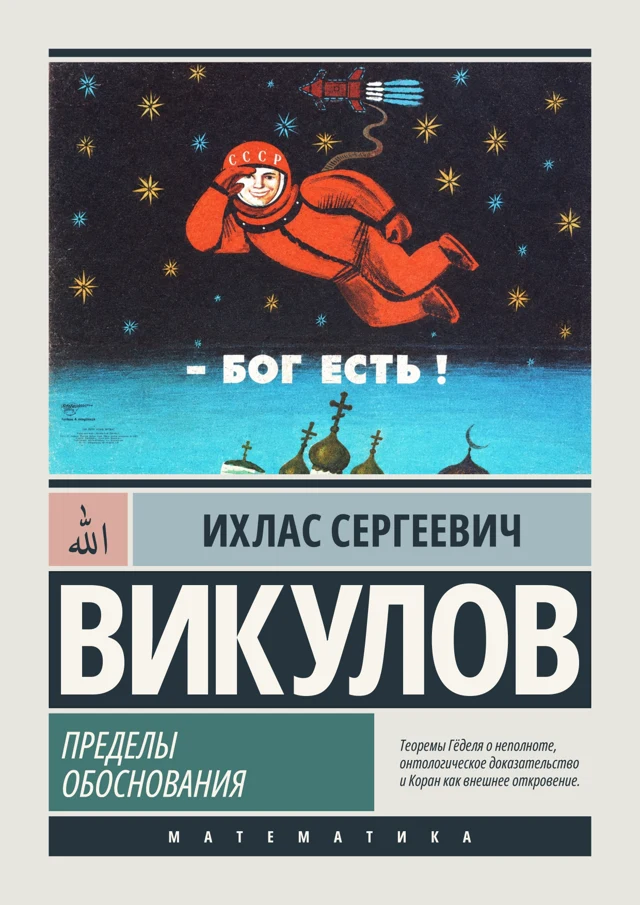 СССР
- БОГ ЕСТЬ !
الله
ИХЛАС СЕРГЕЕВИЧ
ВИКУЛОВ
ПРЕДЕЛЫ
ОБОСНОВАНИЯ
Теоремы Гёделя о неполноте,
онтологическое доказательство
и Коран как внешнее откровение.
МАТЕМАТИКА